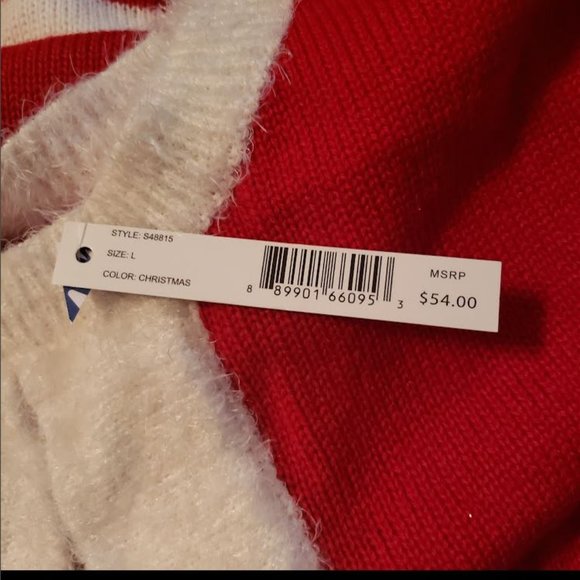 STYLE: S48815
SIZE: L
COLOR: CHRISTMAS
8 89901 66095 3
MSRP
$54.00